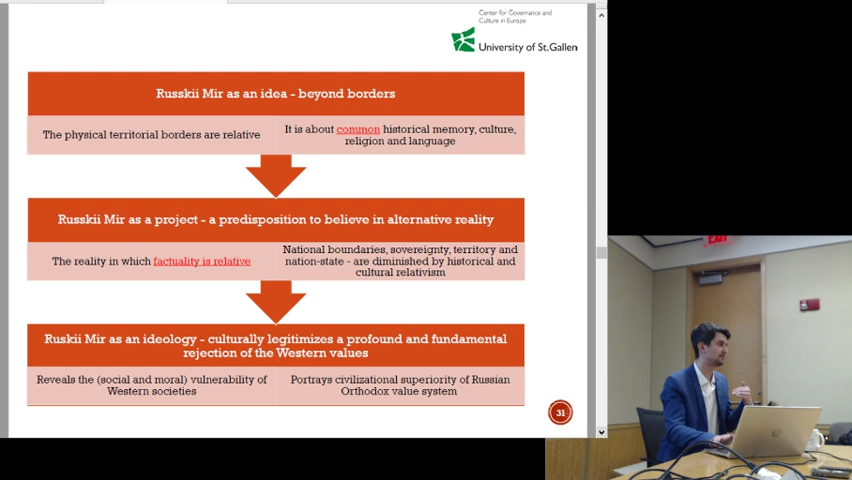 Center for Governance and
Culture in Europe
University of St.Gallen
Russkii Mir as an idea - beyond borders
The physical territorial borders are relative
It is about common historical memory, culture,
religion and language
Russkii Mir as a project - a predisposition to believe in alternative reality
The reality in which factuality is relative
National boundaries, sovereignty, territory and
nation-state - are diminished by historical and
cultural relativism
Ruskii Mir as an ideology - culturally legitimizes a profound and fundamental
rejection of the Western values
Reveals the (social and moral) vulnerability of
Western societies
Portrays civilizational superiority of Russian
Orthodox value system
31
EXIT